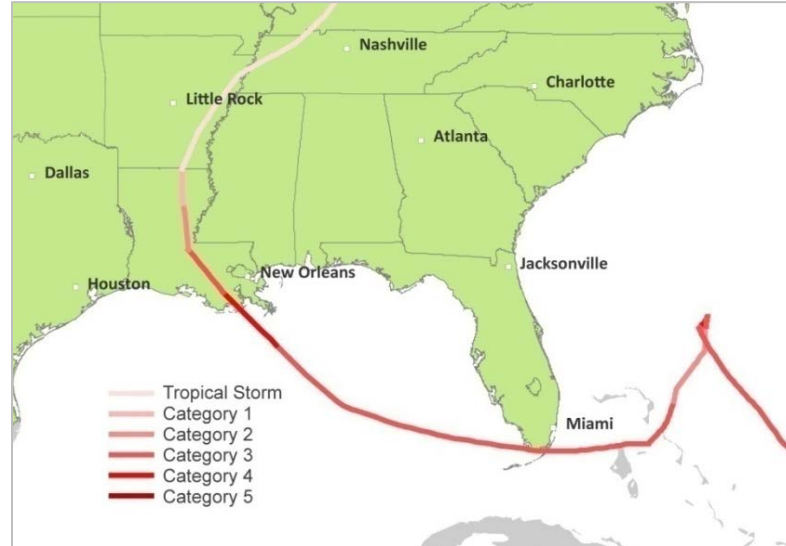 Nashville
Little Rock
Charlotte
Atlanta
Dallas
Jacksonville
New Orleans
Houston
Tropical Storm
Category 1
Category 2
Category 3
Category 4
Category 5
Miami